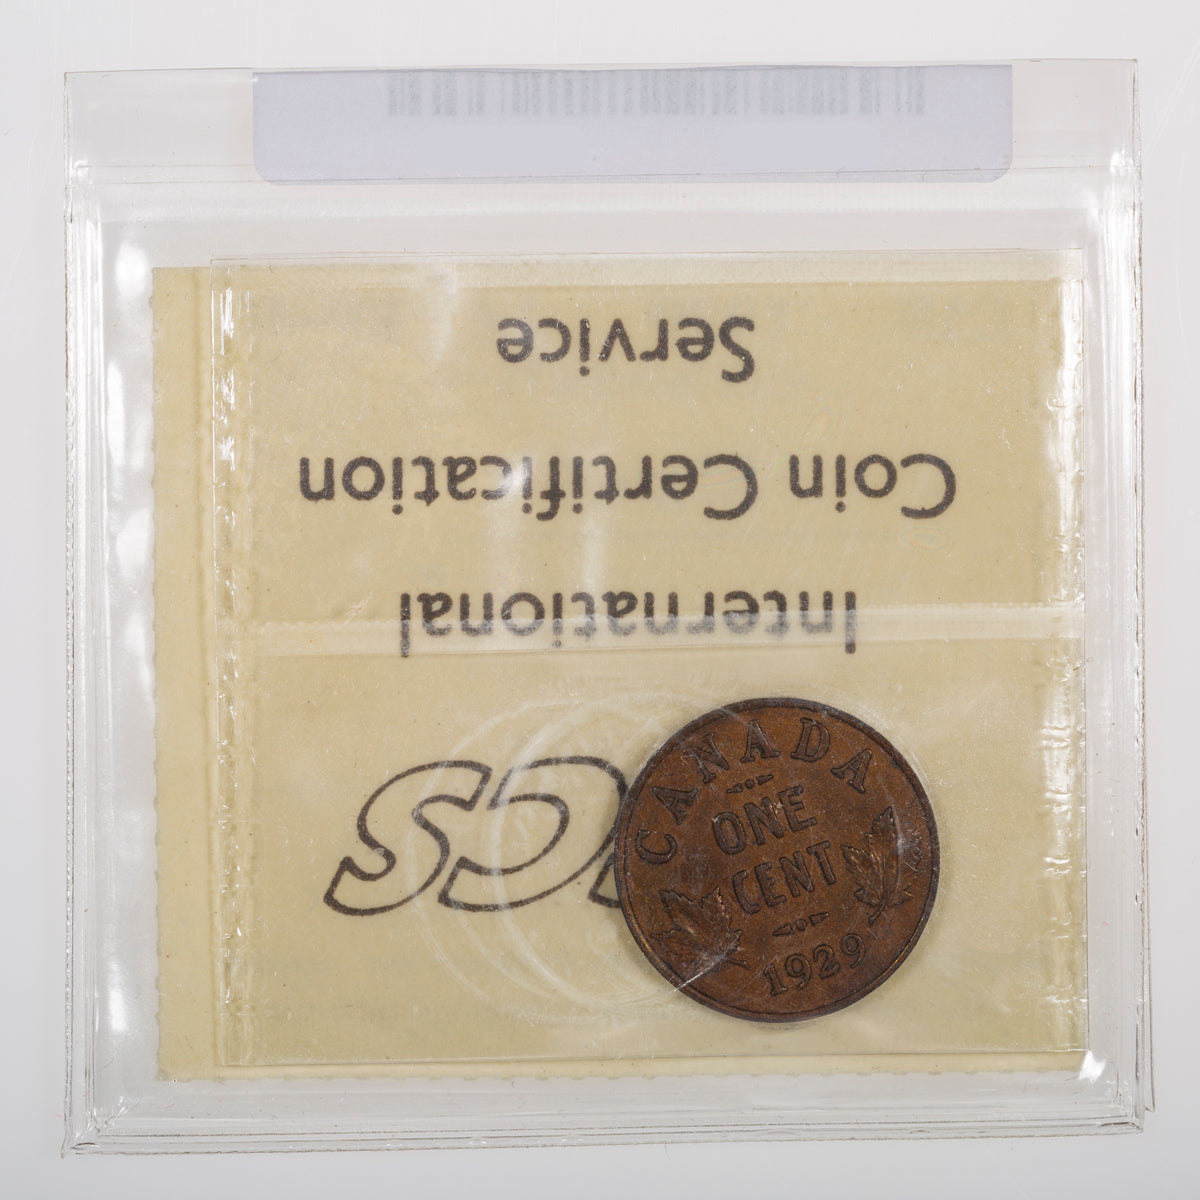 ICCS
International
Coin Certification
Service
CANADA
ONE
CENT
1929